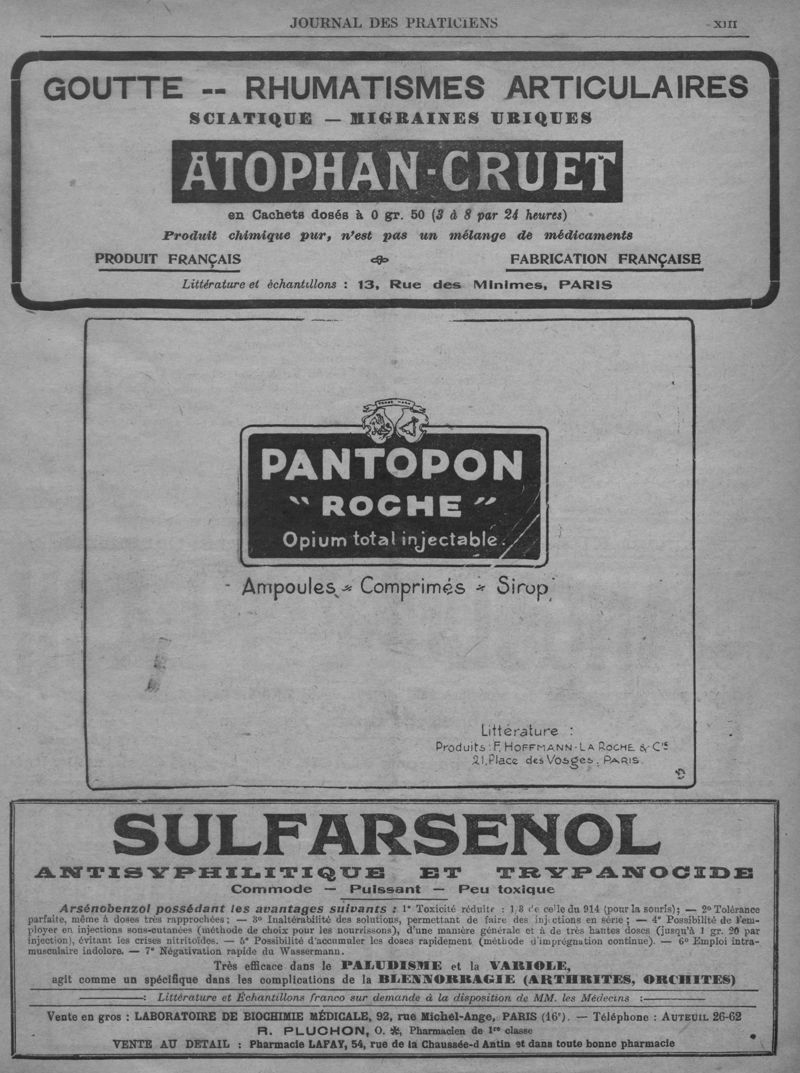 JOURNAL DES PRATICIENS
XIII
GOUTTE -- RHUMATISMES ARTICULAIRES
SCIATIQUE — MIGRAINES URIQUES
ATOPHAN-CRUET
en Cachets dosés à 0 gr. 50 (3 à 8 par 24 heures)
Produit chimique pur, n'est pas un mélange de médicaments
PRODUIT FRANÇAIS
FABRICATION FRANÇAISE
Littérature et échantillons : 13, Rue des Minimes, PARIS
PANTOPON
"ROCHE"
Opium total injectable.
Ampoules - Comprimés - Sirop
Littérature :
Produits : F. HOFFMANN-LA ROCHE & Cie
21, Place des Vosges, PARIS.
SULFARSENOL
ANTISYPHILITIQUE ET TRYPANOCIDE
Commode — Puissant — Peu toxique
Arsénobenzol possédant les avantages suivants : 1° Toxicité réduite : 1/3 de celle du 914 (pour la souris); — 2° Tolérance
parfaite, même à doses très rapprochées; — 3° Inaltérabilité des solutions, permettant de faire des injections en série; — 4° Possibilité de l'em-
ployer en injections sous-cutanées (méthode de choix pour les nourrissons), d'une manière générale et à de très hautes doses (jusqu'à 1 gr. 20 par
injection), évitant les crises nitritoïdes. — 5° Possibilité d'accumuler les doses rapidement (méthode d'imprégnation continue). — 6° Emploi intra-
musculaire indolore. — 7° Négativation rapide du Wassermann.
Très efficace dans le PALUDISME et la VARIOLE,
agit comme un spécifique dans les complications de la BLENNORRAGIE (ARTHRITES, ORCHITES)
Littérature et Échantillons franco sur demande à la disposition de MM. les Médecins :
Vente en gros : LABORATOIRE DE BIOCHIMIE MÉDICALE, 92, rue Michel-Ange, PARIS (16e). — Téléphone : AUTEUIL 26-62
R. PLUCHON, O. ✻, Pharmacien de 1re classe
VENTE AU DETAIL : Pharmacie LAFAY, 54, rue de la Chaussée-d'Antin et dans toute bonne pharmacie